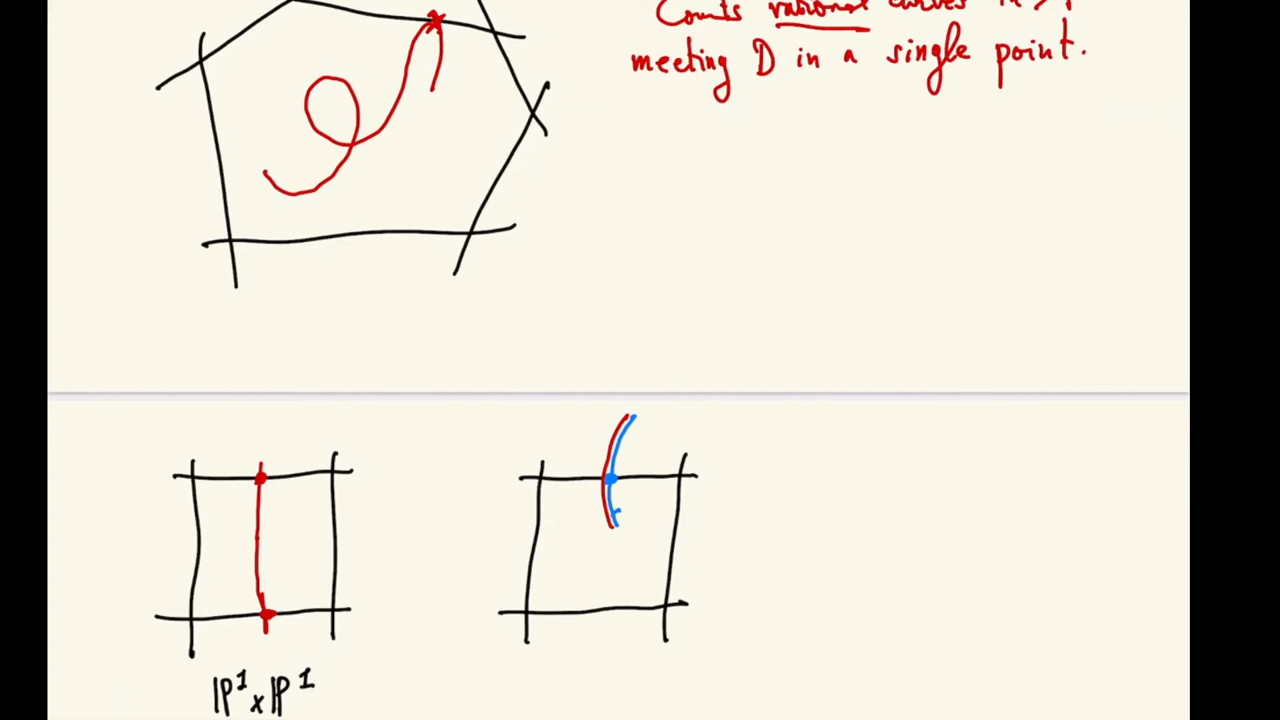 Counts rational curves in
meeting D in a single point.
ℙ¹ × ℙ¹